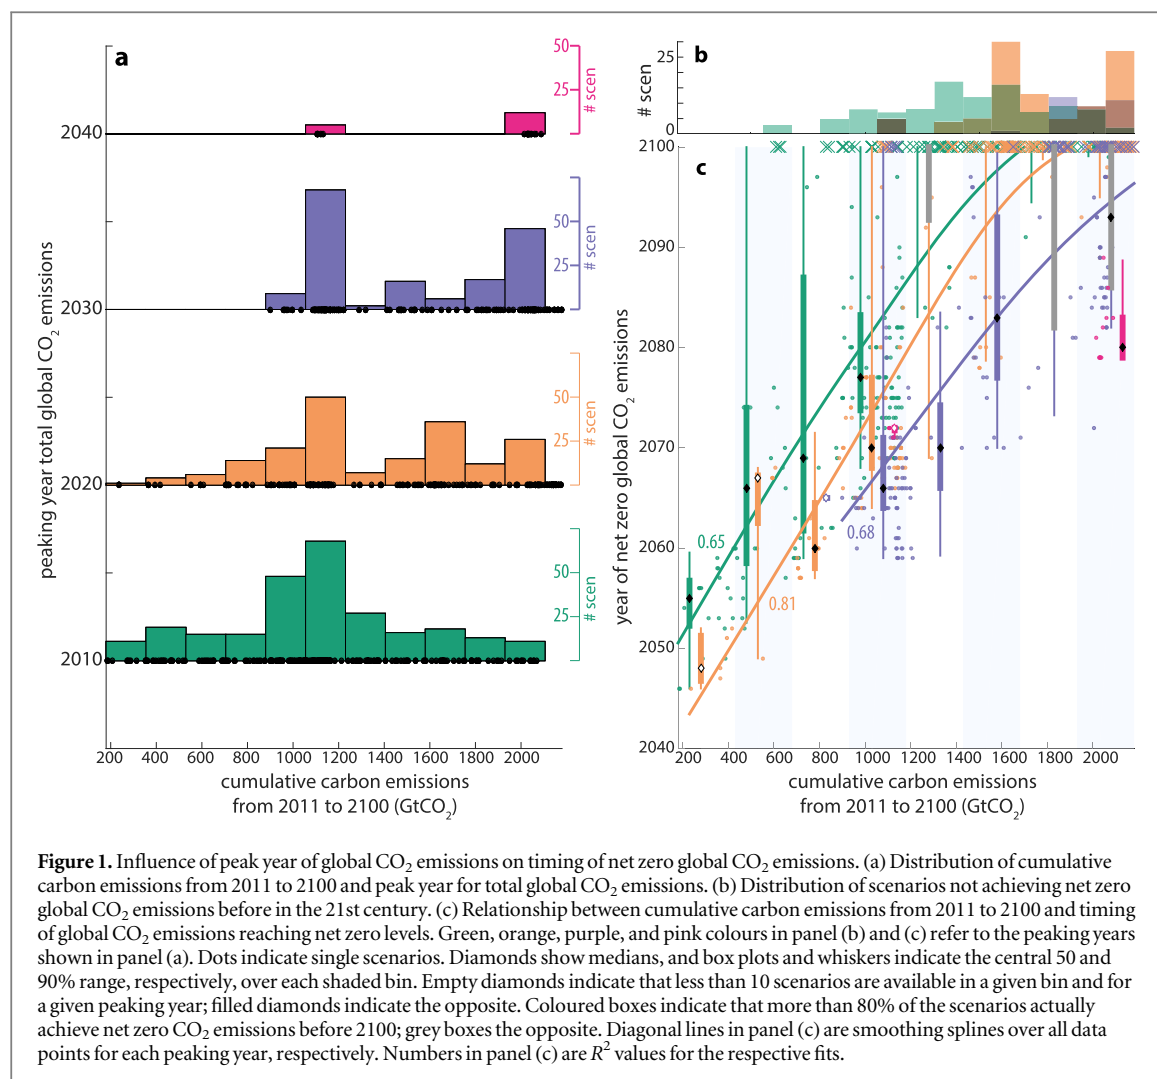 a
50
25
# scen
2040
50
25
# scen
2030
50
25
# scen
2020
50
25
# scen
2010
peaking year total global CO2 emissions
200 400 600 800 1000 1200 1400 1600 1800 2000
cumulative carbon emissions
from 2011 to 2100 (GtCO2)
b
25
0
# scen
c
2100
2090
2080
2070
2060
2050
2040
year of net zero global CO2 emissions
0.65
0.81
0.68
200 400 600 800 1000 1200 1400 1600 1800 2000
cumulative carbon emissions
from 2011 to 2100 (GtCO2)
Figure 1. Influence of peak year of global CO2 emissions on timing of net zero global CO2 emissions. (a) Distribution of cumulative
carbon emissions from 2011 to 2100 and peak year for total global CO2 emissions. (b) Distribution of scenarios not achieving net zero
global CO2 emissions before in the 21st century. (c) Relationship between cumulative carbon emissions from 2011 to 2100 and timing
of global CO2 emissions reaching net zero levels. Green, orange, purple, and pink colours in panel (b) and (c) refer to the peaking years
shown in panel (a). Dots indicate single scenarios. Diamonds show medians, and box plots and whiskers indicate the central 50 and
90% range, respectively, over each shaded bin. Empty diamonds indicate that less than 10 scenarios are available in a given bin and for
a given peaking year; filled diamonds indicate the opposite. Coloured boxes indicate that more than 80% of the scenarios actually
achieve net zero CO2 emissions before 2100; grey boxes the opposite. Diagonal lines in panel (c) are smoothing splines over all data
points for each peaking year, respectively. Numbers in panel (c) are R2 values for the respective fits.